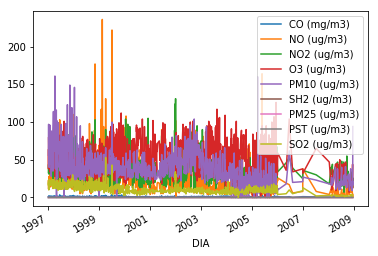 CO (mg/m3)
NO (ug/m3)
NO2 (ug/m3)
O3 (ug/m3)
PM10 (ug/m3)
SH2 (ug/m3)
PM25 (ug/m3)
PST (ug/m3)
SO2 (ug/m3)
200
150
100
50
0
1997
1999
2001
2003
2005
2007
2009
DIA